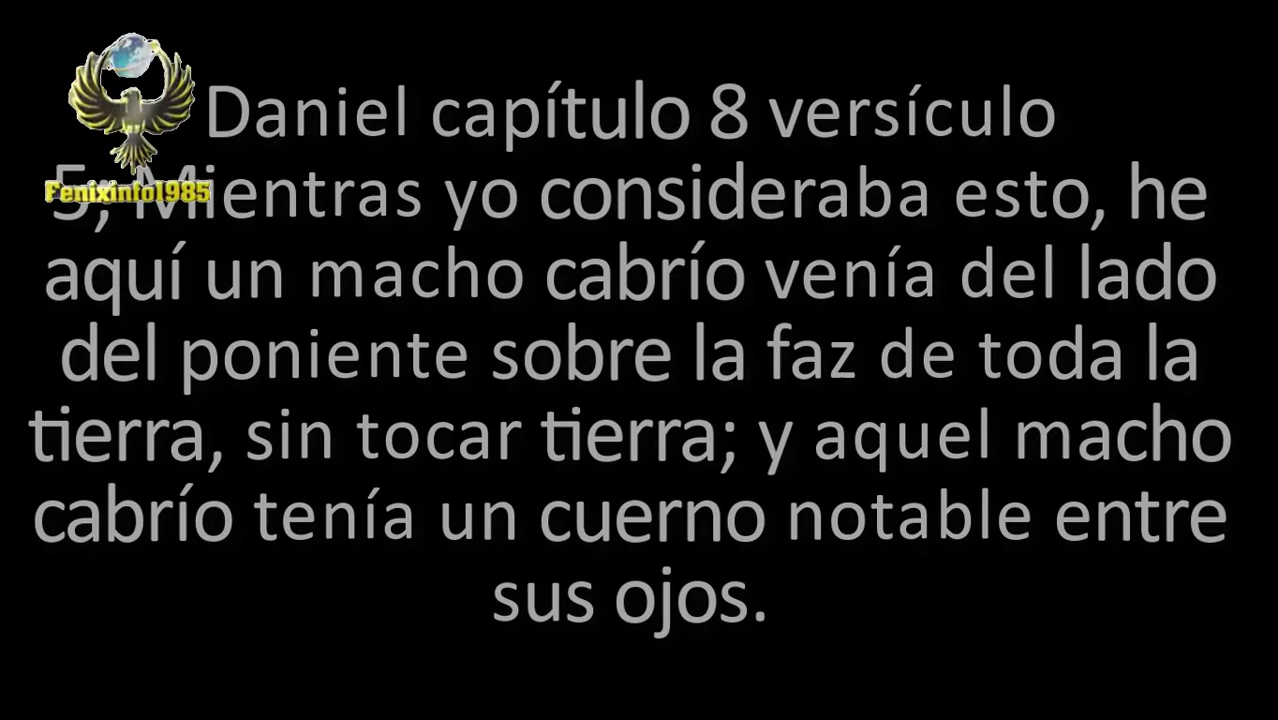 Daniel capítulo 8 versículo
5; Mientras yo consideraba esto, he
aquí un macho cabrío venía del lado
del poniente sobre la faz de toda la
tierra, sin tocar tierra; y aquel macho
cabrío tenía un cuerno notable entre
sus ojos.
Fenixinfo1985